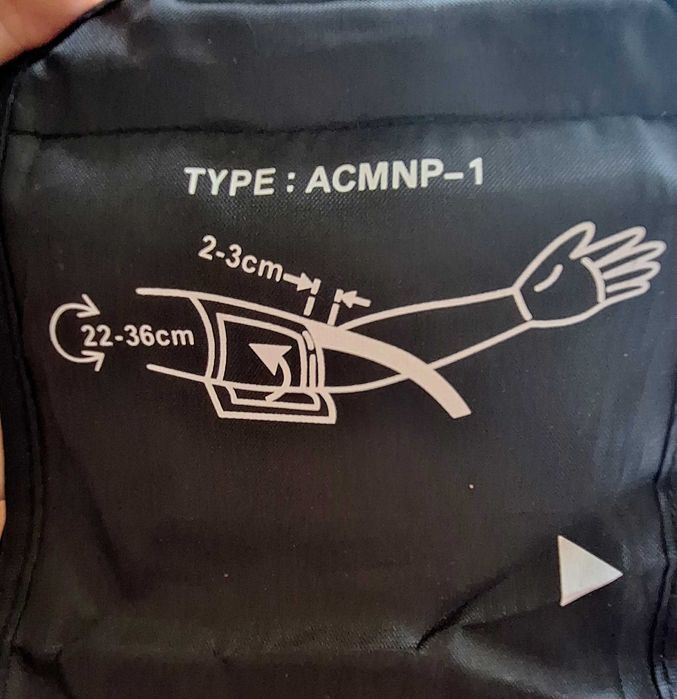 TYPE : ACMNP-1
2-3cm
22-36cm